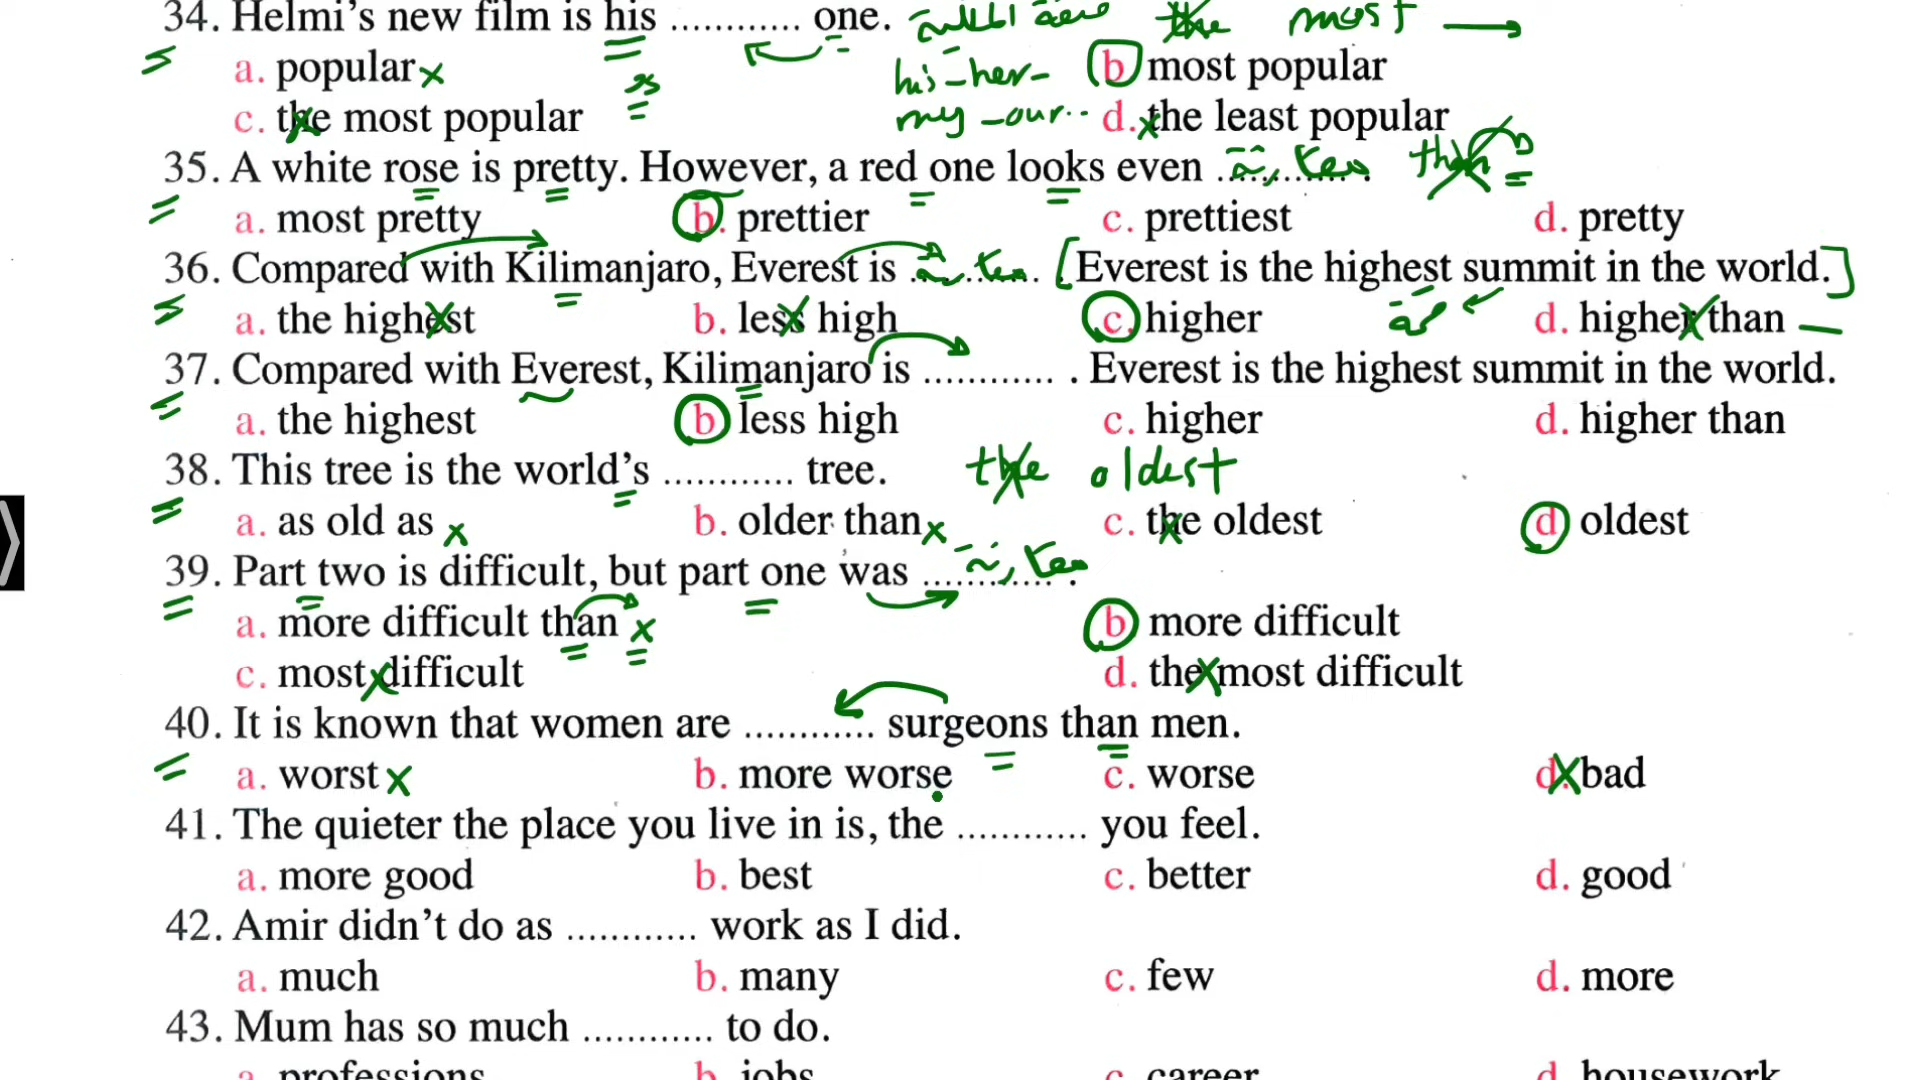 34. Helmi's new film is his ............ one. the most
a. popular x his - her - b most popular
c. the most popular my - our .. d. the least popular
35. A white rose is pretty. However, a red one looks even ............ . than
a. most pretty b. prettier c. prettiest d. pretty
36. Compared with Kilimanjaro, Everest is ............ . [Everest is the highest summit in the world.]
a. the highest b. less high c. higher d. higher than
37. Compared with Everest, Kilimanjaro is ............ . Everest is the highest summit in the world.
a. the highest b less high c. higher d. higher than
38. This tree is the world's ............ tree. the oldest
a. as old as x b. older than x c. the oldest d oldest
39. Part two is difficult, but part one was ............ .
a. more difficult than x b more difficult
c. most difficult d. the most difficult
40. It is known that women are ............ surgeons than men.
a. worst x b. more worse c. worse d. bad
41. The quieter the place you live in is, the ............ you feel.
a. more good b. best c. better d. good
42. Amir didn't do as ............ work as I did.
a. much b. many c. few d. more
43. Mum has so much ............ to do.
a. professions b. jobs c. career d. housework